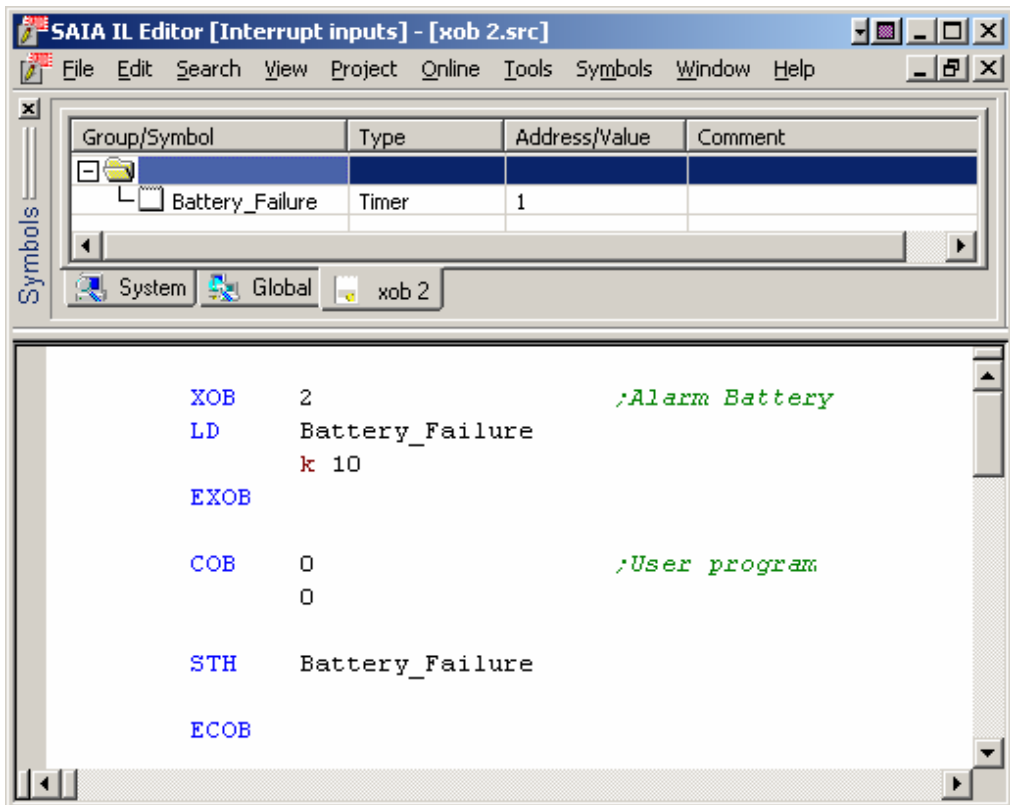 SAIA IL Editor [Interrupt inputs] - [xob 2.src]
File Edit Search View Project Online Tools Symbols Window Help
Group/Symbol Type Address/Value Comment
Battery_Failure Timer 1
Symbols
System Global xob 2
XOB 2 ;Alarm Battery
LD Battery_Failure
k 10
EXOB
COB 0 ;User program
0
STH Battery_Failure
ECOB